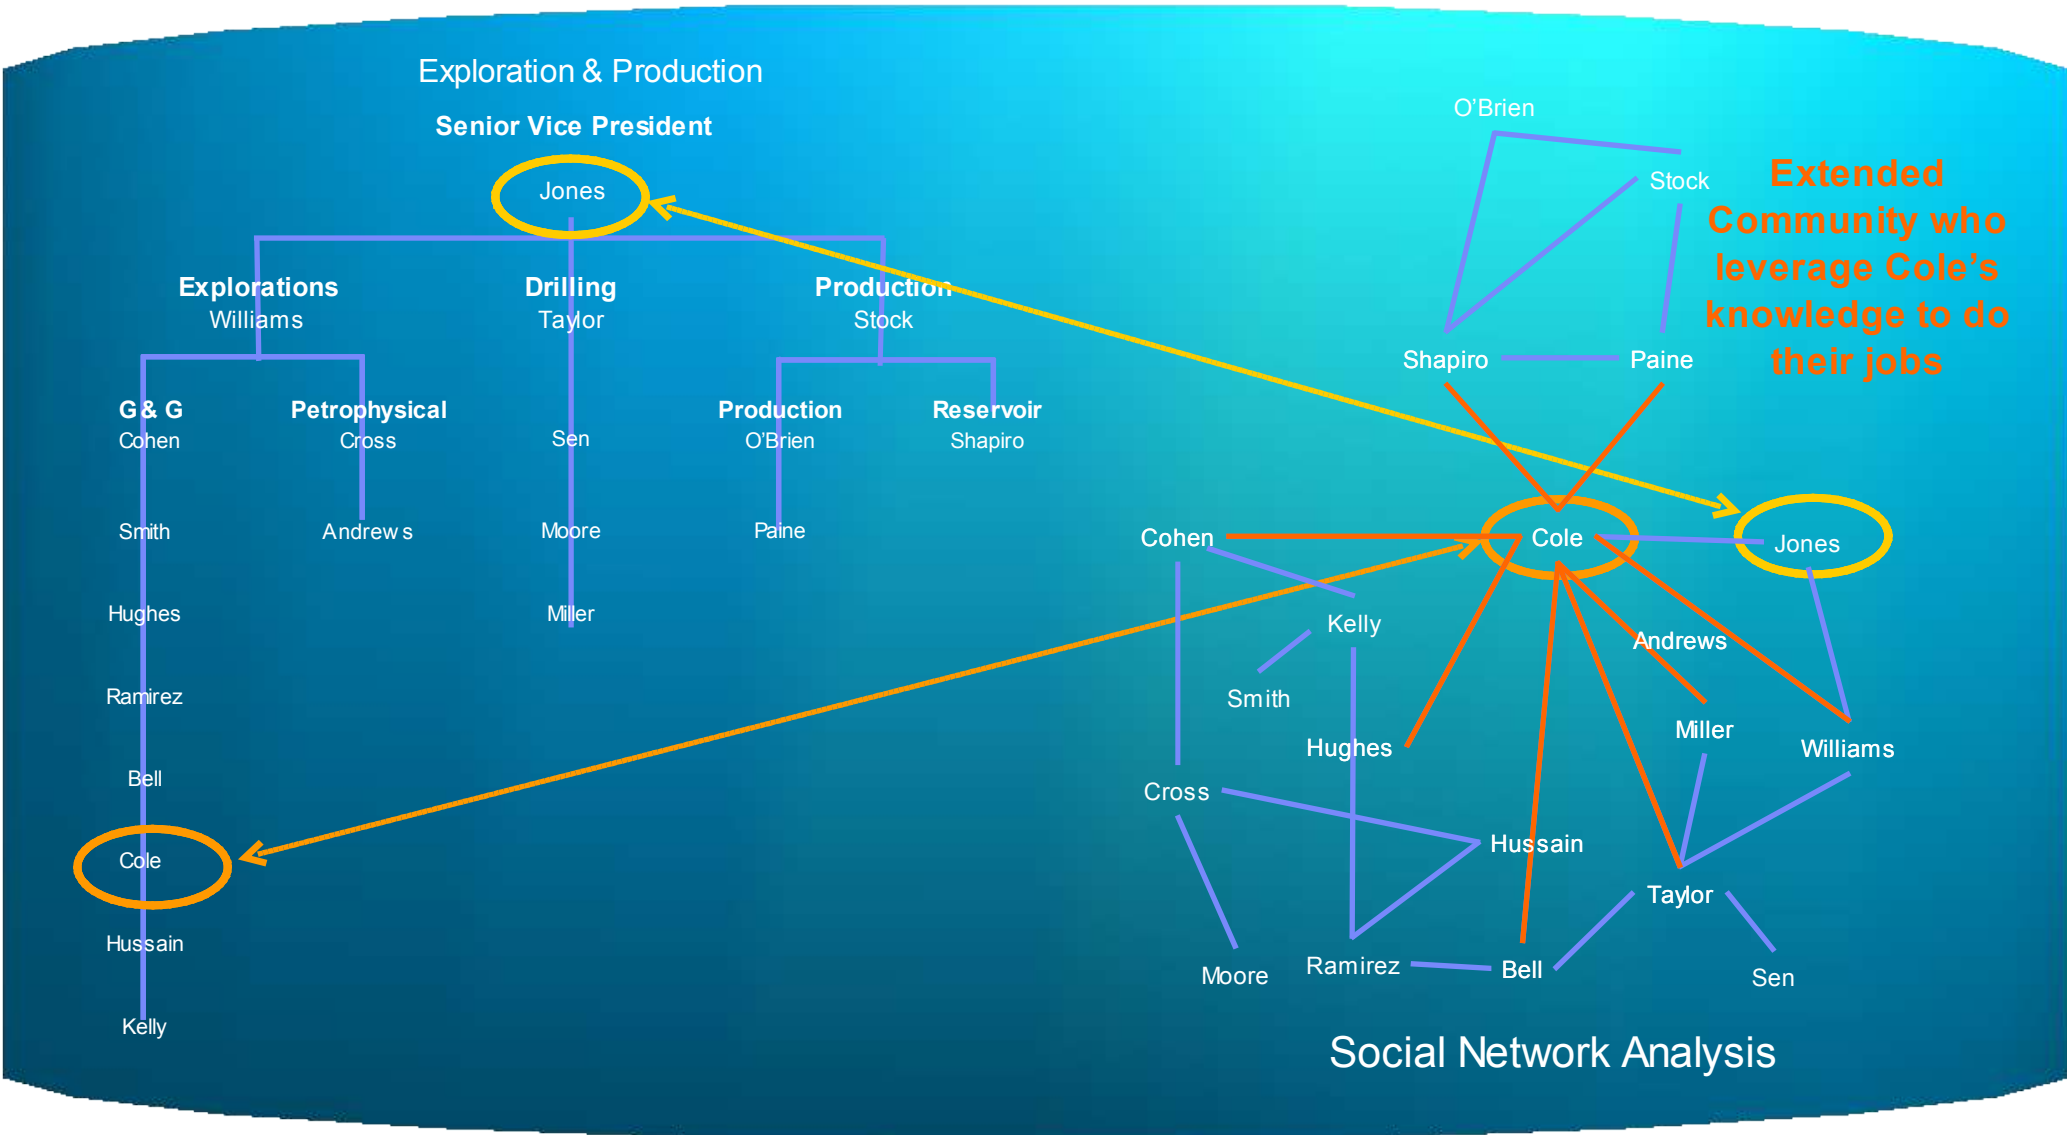 Exploration & Production
Senior Vice President
Jones
Explorations
Williams
Drilling
Taylor
Production
Stock
G & G
Cohen
Petrophysical
Cross
Sen
Production
O'Brien
Reservoir
Shapiro
Smith
Andrews
Moore
Paine
Hughes
Miller
Ramirez
Bell
Cole
Hussain
Kelly
O'Brien
Stock
Extended
Community who
leverage Cole's
knowledge to do
their jobs
Shapiro
Paine
Cohen
Cole
Jones
Kelly
Andrews
Smith
Hughes
Miller
Williams
Cross
Hussain
Taylor
Moore
Ramirez
Bell
Sen
Social Network Analysis